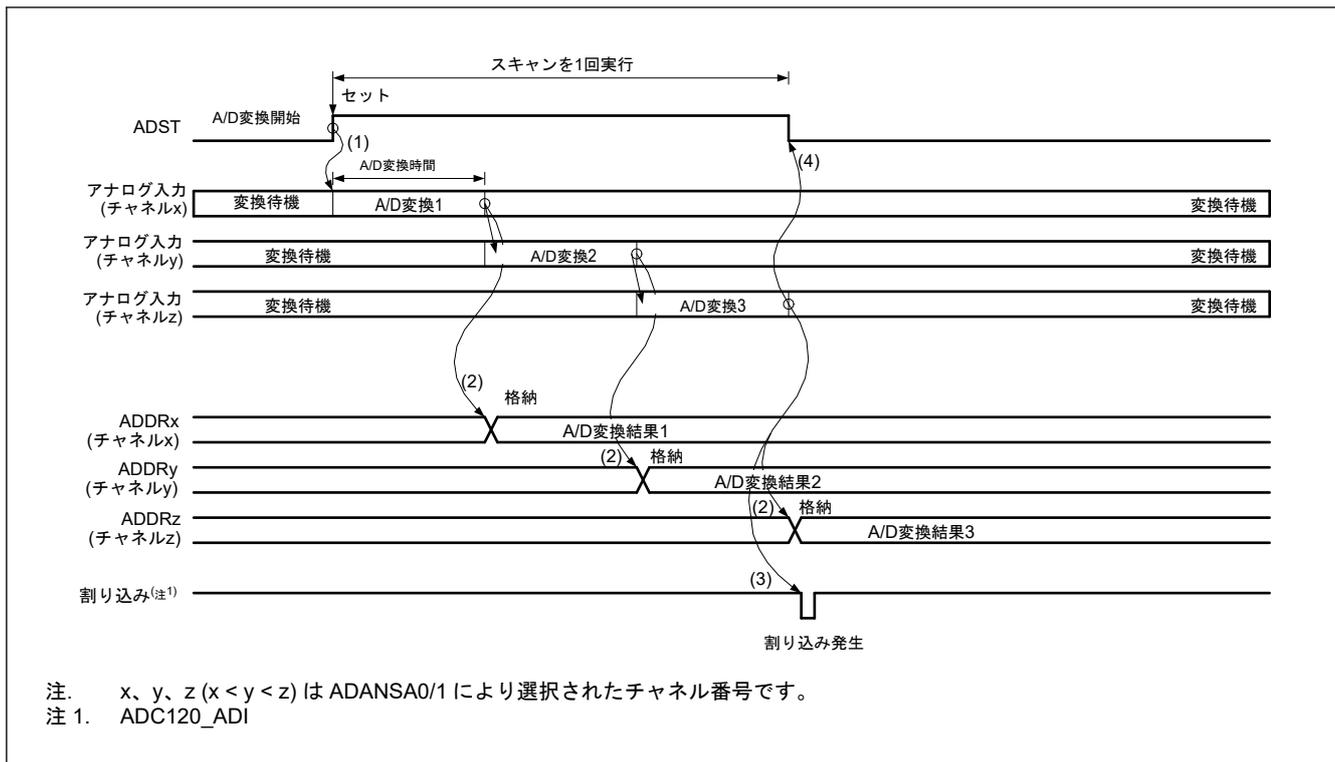 スキャンを1回実行
セット
A/D変換開始
ADST
(1)
(4)
A/D変換時間
アナログ入力
(チャネルx)
変換待機
A/D変換1
変換待機
アナログ入力
(チャネルy)
変換待機
A/D変換2
変換待機
アナログ入力
(チャネルz)
変換待機
A/D変換3
変換待機
(2)
格納
ADDRx
(チャネルx)
A/D変換結果1
(2)
格納
ADDRy
(チャネルy)
A/D変換結果2
(2)
格納
ADDRz
(チャネルz)
A/D変換結果3
(3)
割り込み(注1)
割り込み発生
注. x、y、z (x < y < z) は ADANSA0/1 により選択されたチャネル番号です。
注 1. ADC120_ADI